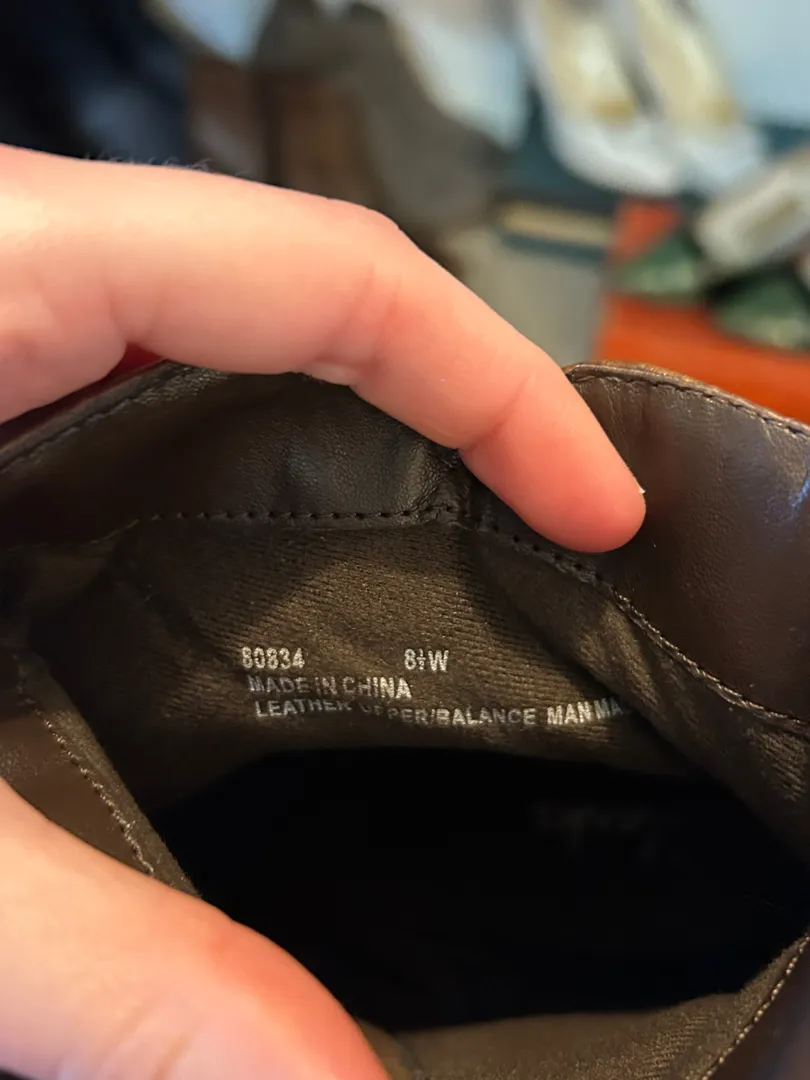 80834 8½W
MADE IN CHINA
LEATHER UPPER/BALANCE MAN MA